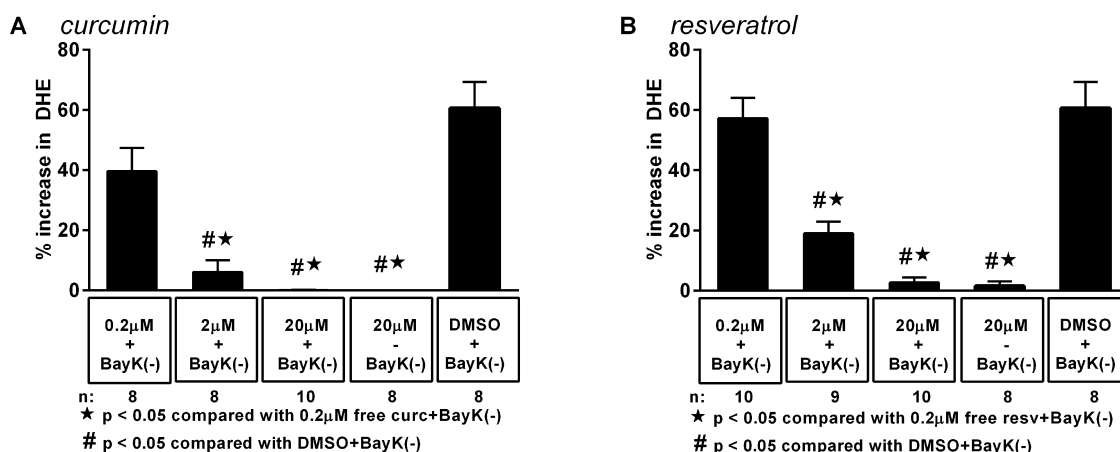 A curcumin
% increase in DHE
80
60
40
20
0
#★
#★
#★
0.2μM + BayK(-)
2μM + BayK(-)
20μM + BayK(-)
20μM - BayK(-)
DMSO + BayK(-)
n: 8 8 10 8 8
★ p < 0.05 compared with 0.2μM free curc+BayK(-)
# p < 0.05 compared with DMSO+BayK(-)
B resveratrol
% increase in DHE
80
60
40
20
0
#★
#★
#★
0.2μM + BayK(-)
2μM + BayK(-)
20μM + BayK(-)
20μM - BayK(-)
DMSO + BayK(-)
10 9 10 8 8
★ p < 0.05 compared with 0.2μM free resv+BayK(-)
# p < 0.05 compared with DMSO+BayK(-)